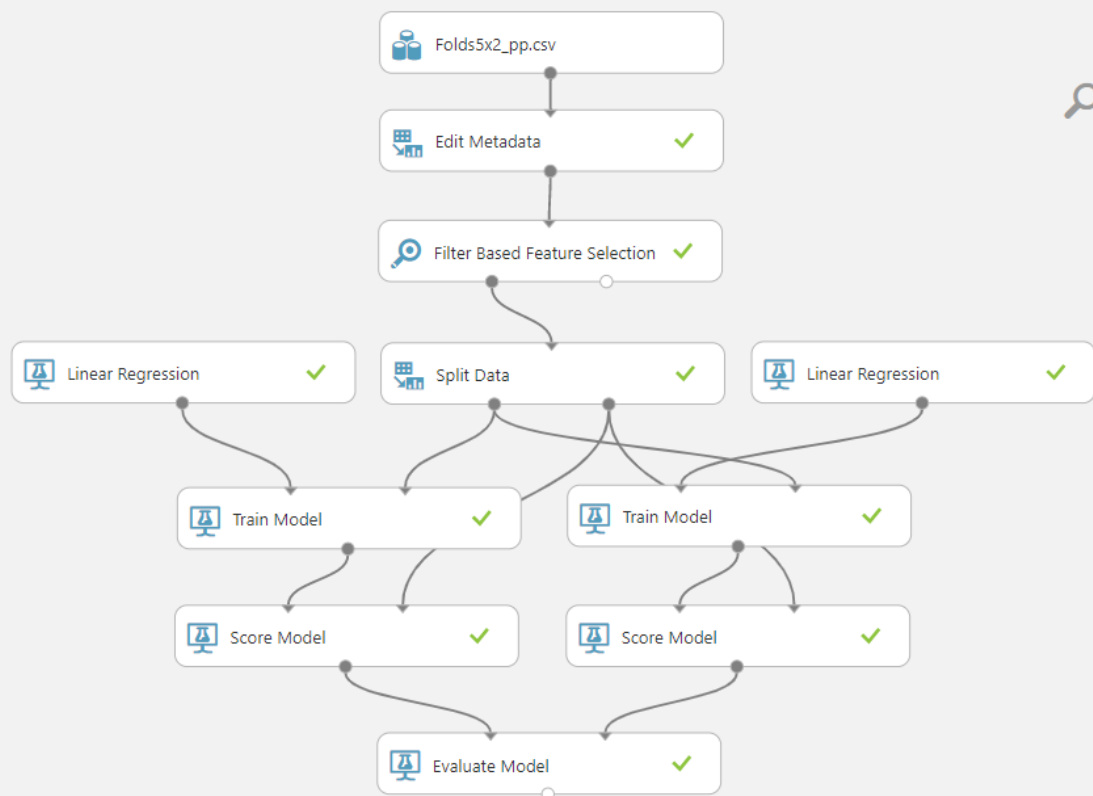 Folds5x2_pp.csv
Edit Metadata
Filter Based Feature Selection
Linear Regression
Split Data
Linear Regression
Train Model
Train Model
Score Model
Score Model
Evaluate Model